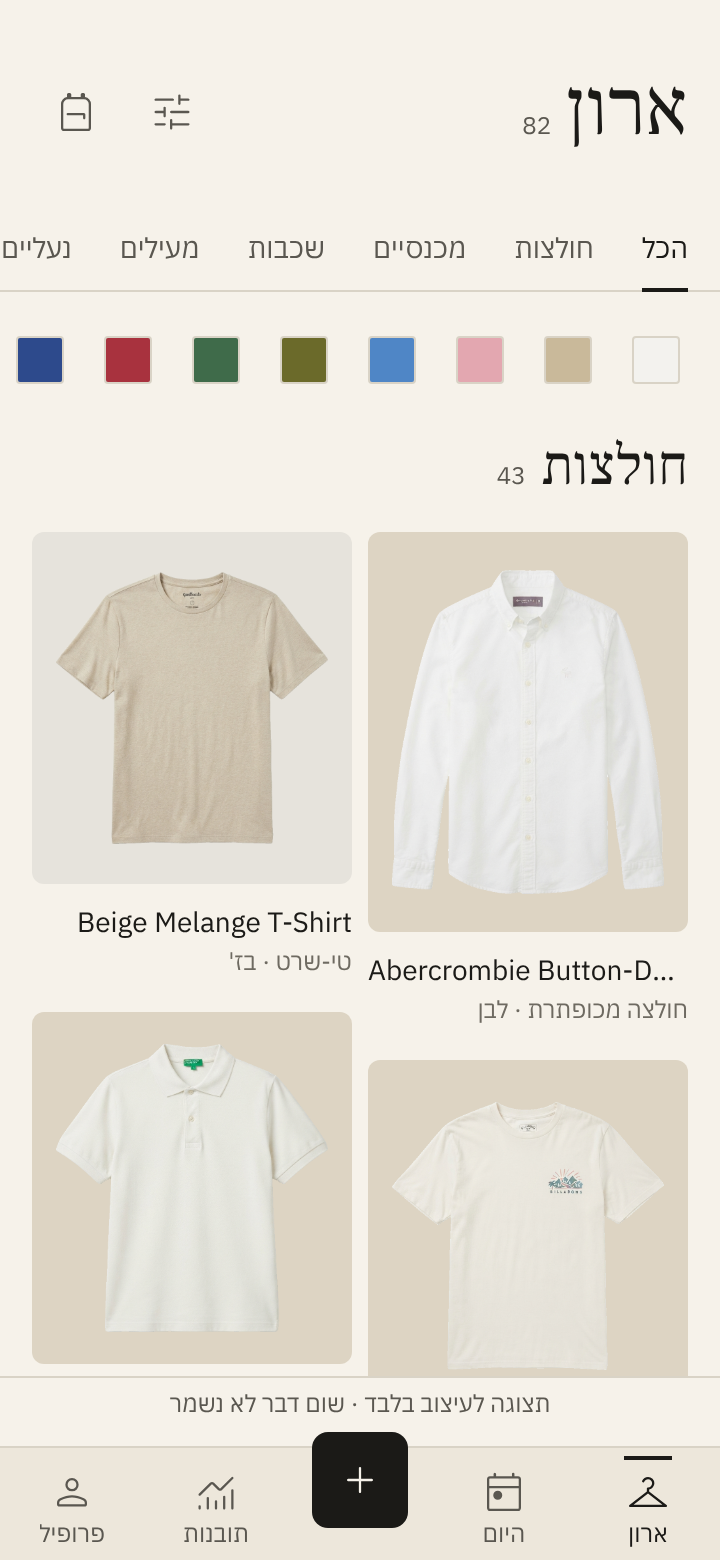 ארון 82
הכל חולצות מכנסיים שכבות מעילים נעליים
חולצות 43
Abercrombie Button-D...
חולצה מכופתרת · לבן
Beige Melange T-Shirt
טי-שרט · בז'
BILLABONG
תצוגה לעיצוב בלבד · שום דבר לא נשמר
ארון
היום
תובנות
פרופיל